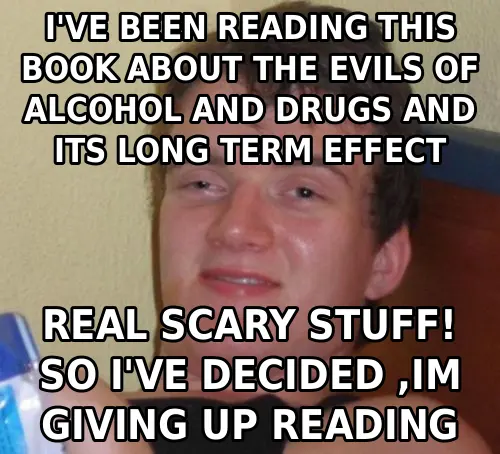 I'VE BEEN READING THIS
BOOK ABOUT THE EVILS OF
ALCOHOL AND DRUGS AND
ITS LONG TERM EFFECT
REAL SCARY STUFF!
SO I'VE DECIDED ,IM
GIVING UP READING